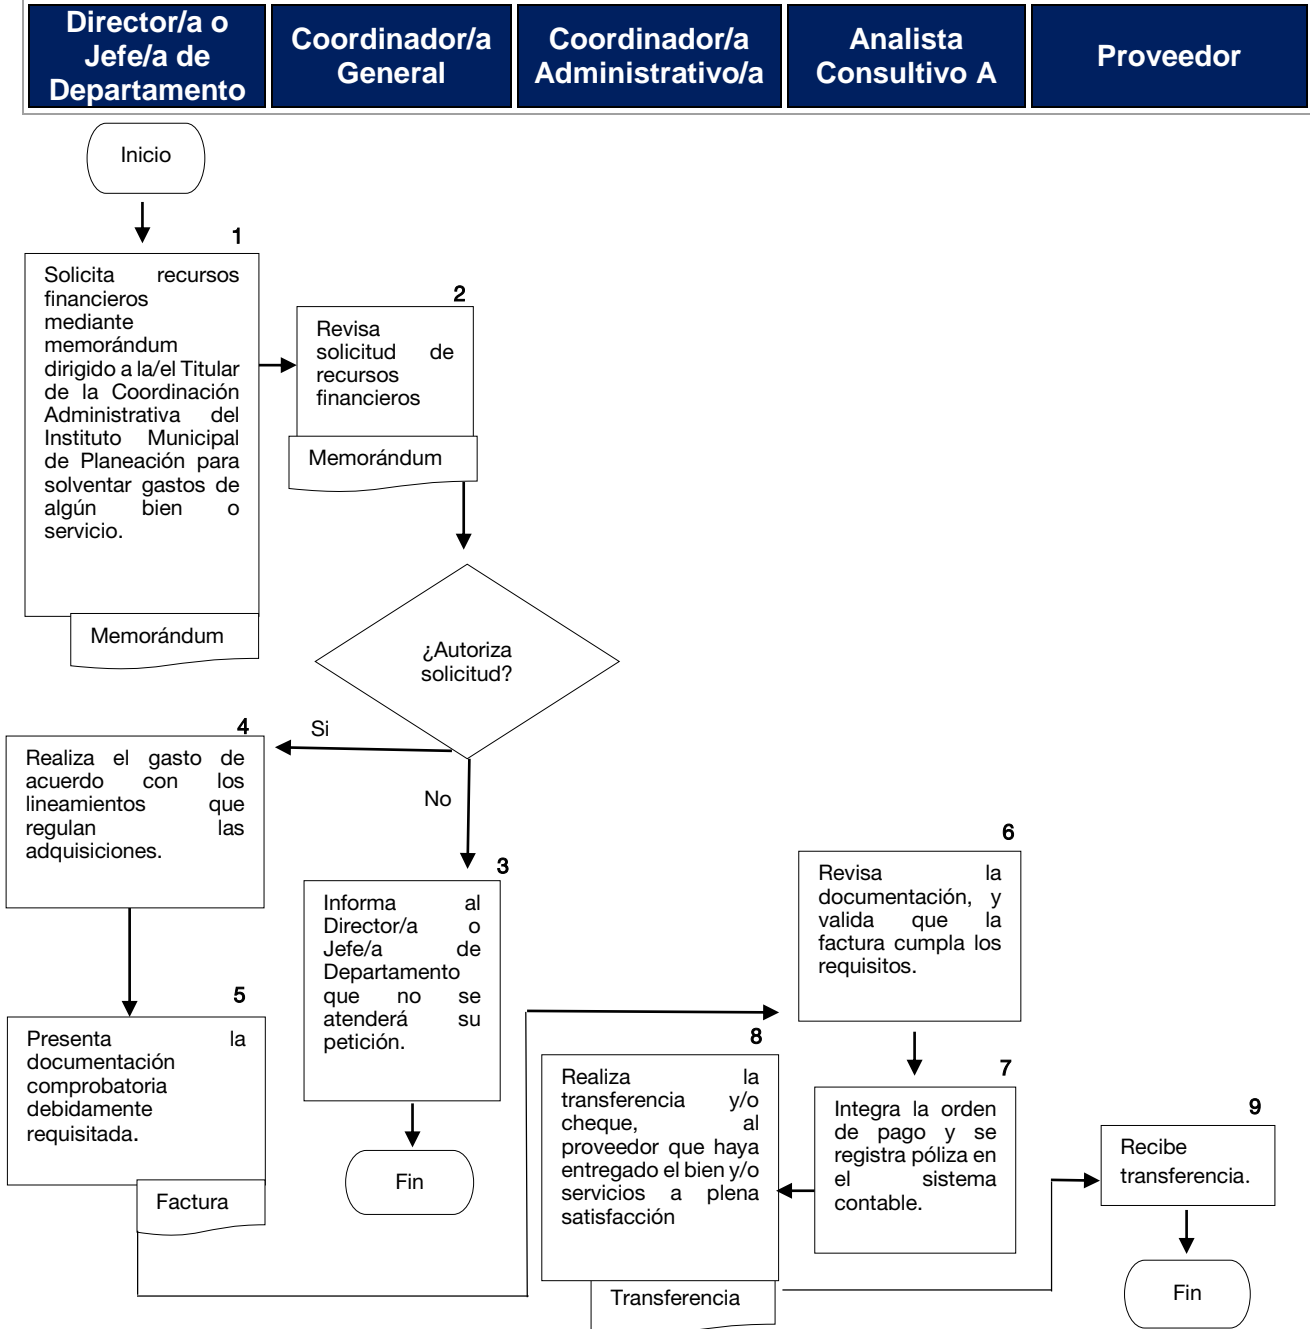 Director/a o
Jefe/a de
Departamento
Coordinador/a
General
Coordinador/a
Administrativo/a
Analista
Consultivo A
Proveedor
Inicio
1
Solicita recursos
financieros
mediante
memorándum
dirigido a la/el Titular
de la Coordinación
Administrativa del
Instituto Municipal
de Planeación para
solventar gastos de
algún bien o
servicio.
Memorándum
2
Revisa
solicitud de
recursos
financieros
Memorándum
¿Autoriza
solicitud?
Si
No
4
Realiza el gasto de
acuerdo con los
lineamientos que
regulan las
adquisiciones.
3
Informa al
Director/a o
Jefe/a de
Departamento
que no se
atenderá su
petición.
Fin
5
Presenta la
documentación
comprobatoria
debidamente
requisitada.
Factura
6
Revisa la
documentación, y
valida que la
factura cumpla los
requisitos.
7
Integra la orden
de pago y se
registra póliza en
el sistema
contable.
8
Realiza la
transferencia y/o
cheque, al
proveedor que haya
entregado el bien y/o
servicios a plena
satisfacción
Transferencia
9
Recibe
transferencia.
Fin